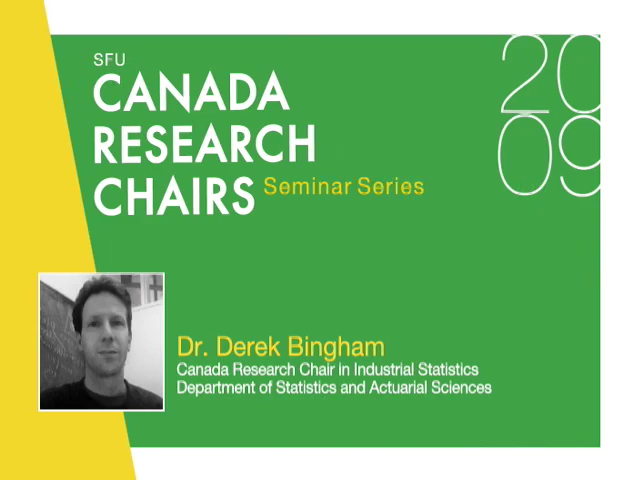 SFU
CANADA
RESEARCH
CHAIRS Seminar Series
20
09
Dr. Derek Bingham
Canada Research Chair in Industrial Statistics
Department of Statistics and Actuarial Sciences